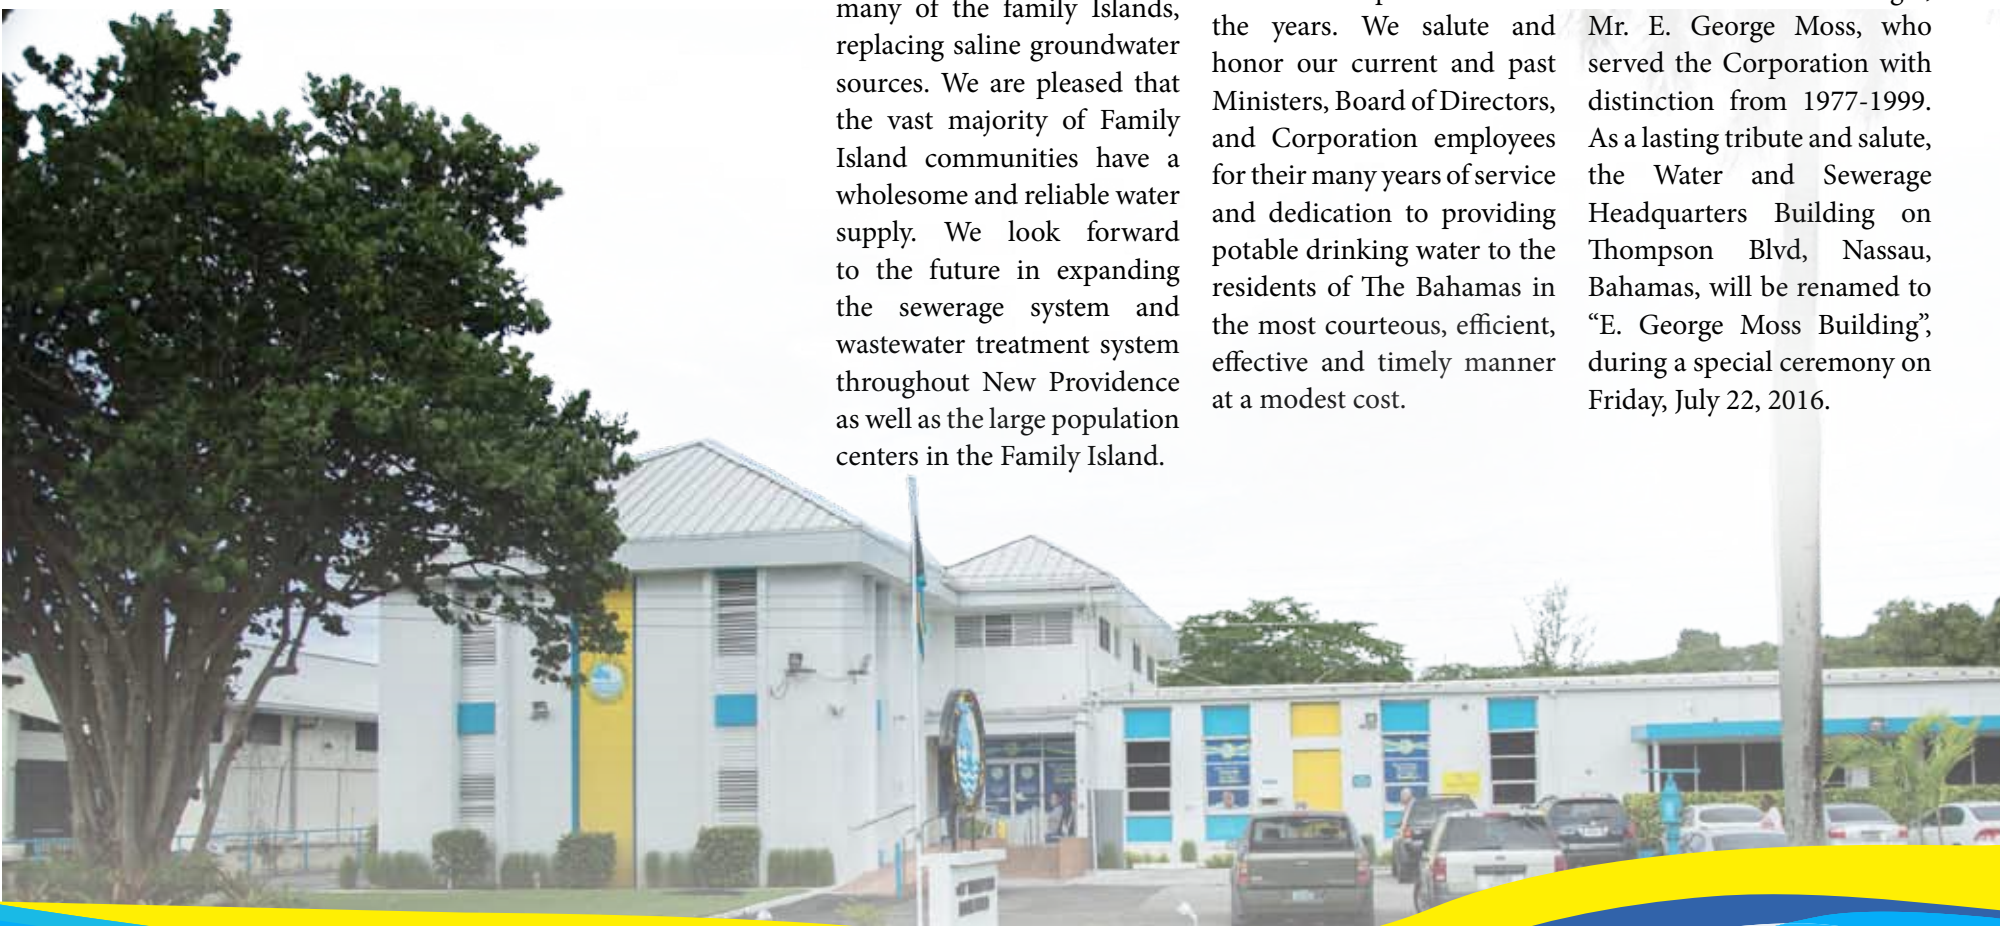 many of the family Islands,
replacing saline groundwater
sources. We are pleased that
the vast majority of Family
Island communities have a
wholesome and reliable water
supply. We look forward
to the future in expanding
the sewerage system and
wastewater treatment system
throughout New Providence
as well as the large population
centers in the Family Island.
the years. We salute and
honor our current and past
Ministers, Board of Directors,
and Corporation employees
for their many years of service
and dedication to providing
potable drinking water to the
residents of The Bahamas in
the most courteous, efficient,
effective and timely manner
at a modest cost.
Mr. E. George Moss, who
served the Corporation with
distinction from 1977-1999.
As a lasting tribute and salute,
the Water and Sewerage
Headquarters Building on
Thompson Blvd, Nassau,
Bahamas, will be renamed to
“E. George Moss Building”,
during a special ceremony on
Friday, July 22, 2016.